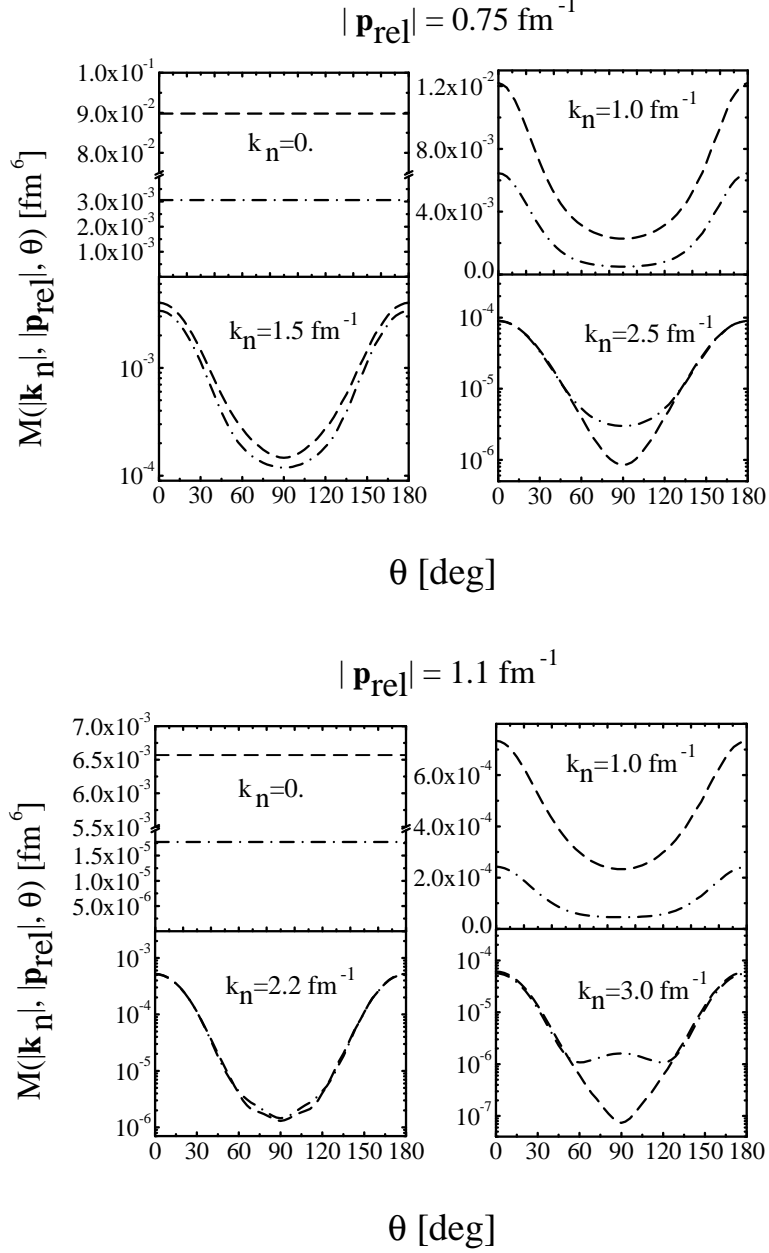 | p_rel| = 0.75 fm^-1
M(|k_n|, |p_rel|, θ) [fm^6]
1.0x10^-1
9.0x10^-2
8.0x10^-2
3.0x10^-3
2.0x10^-3
1.0x10^-3
k_n=0.
1.2x10^-2
8.0x10^-3
4.0x10^-3
0.0
k_n=1.0 fm^-1
10^-3
10^-4
k_n=1.5 fm^-1
0 30 60 90 120 150 180
10^-4
10^-5
10^-6
k_n=2.5 fm^-1
0 30 60 90 120 150 180
θ [deg]
| p_rel| = 1.1 fm^-1
M(|k_n|, |p_rel|, θ) [fm^6]
7.0x10^-3
6.5x10^-3
6.0x10^-3
5.5x10^-3
1.5x10^-5
1.0x10^-5
5.0x10^-6
k_n=0.
6.0x10^-4
4.0x10^-4
2.0x10^-4
0.0
k_n=1.0 fm^-1
10^-3
10^-4
10^-5
10^-6
k_n=2.2 fm^-1
0 30 60 90 120 150 180
10^-4
10^-5
10^-6
10^-7
k_n=3.0 fm^-1
0 30 60 90 120 150 180
θ [deg]